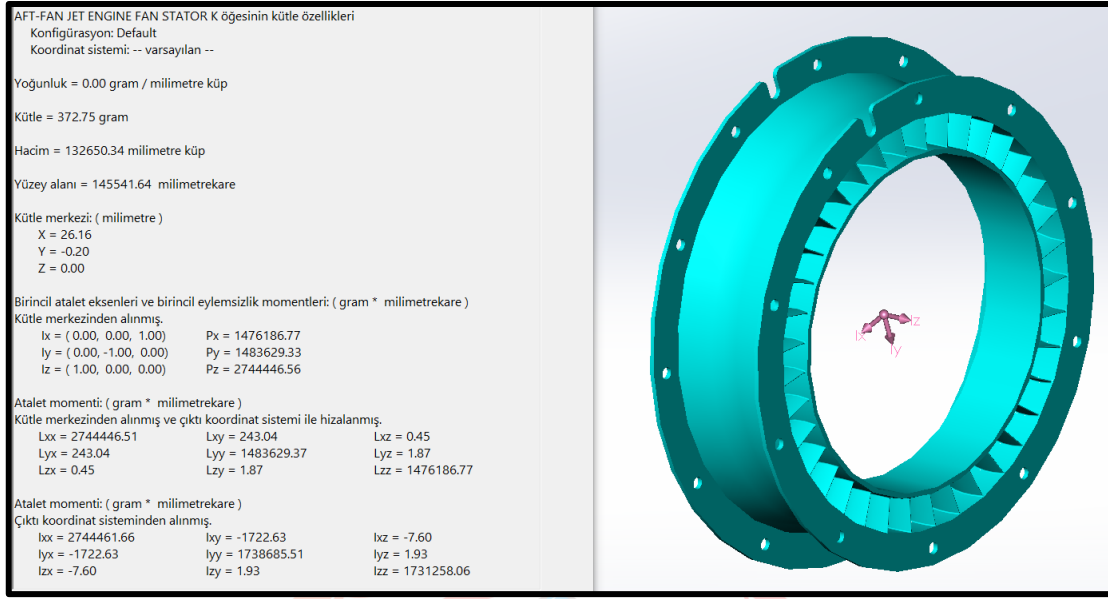 AFT-FAN JET ENGINE FAN STATOR K öğesinin kütle özellikleri
Konfigürasyon: Default
Koordinat sistemi: -- varsayılan --
Yoğunluk = 0.00 gram / milimetre küp
Kütle = 372.75 gram
Hacim = 132650.34 milimetre küp
Yüzey alanı = 145541.64 milimetrekare
Kütle merkezi: ( milimetre )
X = 26.16
Y = -0.20
Z = 0.00
Birincil atalet eksenleri ve birincil eylemsizlik momentleri: ( gram * milimetrekare )
Kütle merkezinden alınmış.
Ix = ( 0.00, 0.00, 1.00) Px = 1476186.77
Iy = ( 0.00, -1.00, 0.00) Py = 1483629.33
Iz = ( 1.00, 0.00, 0.00) Pz = 2744446.56
Atalet momenti: ( gram * milimetrekare )
Kütle merkezinden alınmış ve çıktı koordinat sistemi ile hizalanmış.
Lxx = 2744446.51 Lxy = 243.04 Lxz = 0.45
Lyx = 243.04 Lyy = 1483629.37 Lyz = 1.87
Lzx = 0.45 Lzy = 1.87 Lzz = 1476186.77
Atalet momenti: ( gram * milimetrekare )
Çıktı koordinat sisteminden alınmış.
Ixx = 2744461.66 Ixy = -1722.63 Ixz = -7.60
Iyx = -1722.63 Iyy = 1738685.51 Iyz = 1.93
Izx = -7.60 Izy = 1.93 Izz = 1731258.06
Ix
Iz
Iy